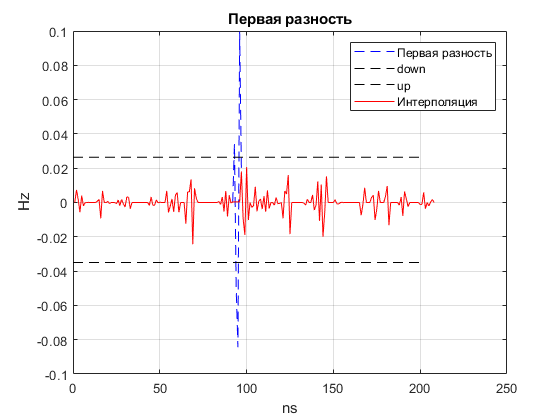 Первая разность
0.1
0.08
0.06
0.04
0.02
0
-0.02
-0.04
-0.06
-0.08
-0.1
Hz
Первая разность
down
up
Интерполяция
0 50 100 150 200 250
ns